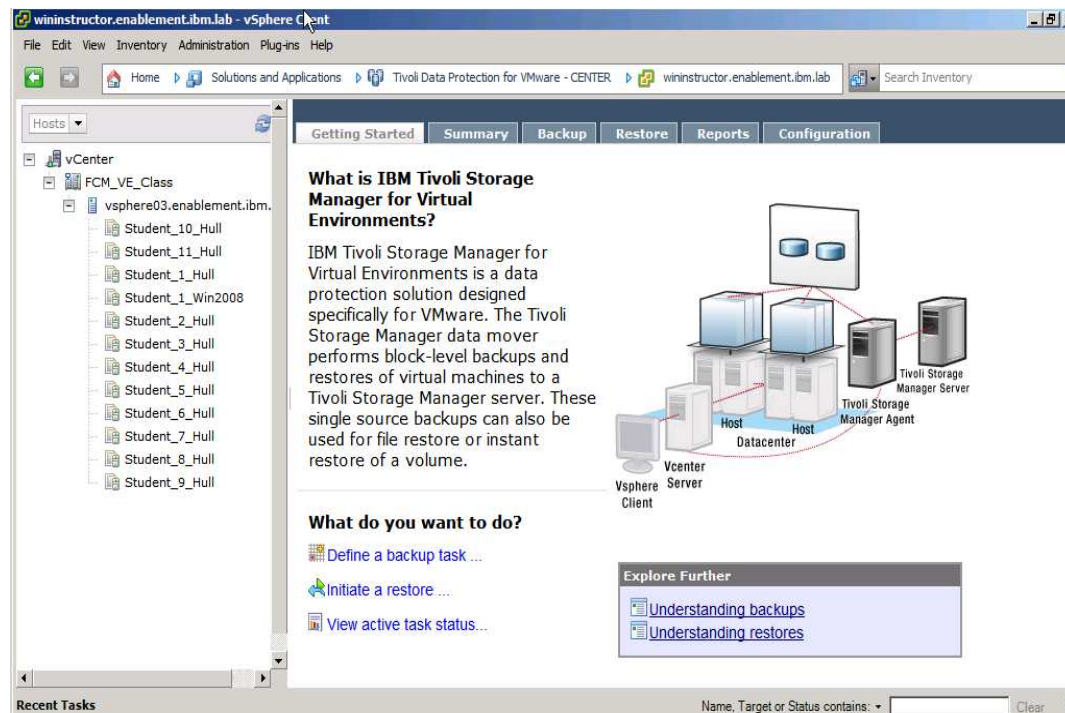 wininstructor.enablement.ibm.lab - vSphere Client
File Edit View Inventory Administration Plug-ins Help
Home Solutions and Applications Tivoli Data Protection for VMware - CENTER wininstructor.enablement.ibm.lab Search Inventory
Hosts
vCenter
FCM_VE_Class
vsphere03.enablement.ibm.
Student_10_Hull
Student_11_Hull
Student_1_Hull
Student_1_Win2008
Student_2_Hull
Student_3_Hull
Student_4_Hull
Student_5_Hull
Student_6_Hull
Student_7_Hull
Student_8_Hull
Student_9_Hull
Getting Started Summary Backup Restore Reports Configuration
What is IBM Tivoli Storage
Manager for Virtual
Environments?
IBM Tivoli Storage Manager for
Virtual Environments is a data
protection solution designed
specifically for VMware. The Tivoli
Storage Manager data mover
performs block-level backups and
restores of virtual machines to a
Tivoli Storage Manager server. These
single source backups can also be
used for file restore or instant
restore of a volume.
Tivoli Storage
Manager Server
Tivoli Storage
Manager Agent
Host
Host
Datacenter
Vcenter
Server
Vsphere
Client
What do you want to do?
Define a backup task ...
Initiate a restore ...
View active task status...
Explore Further
Understanding backups
Understanding restores
Recent Tasks
Name, Target or Status contains:
Clear